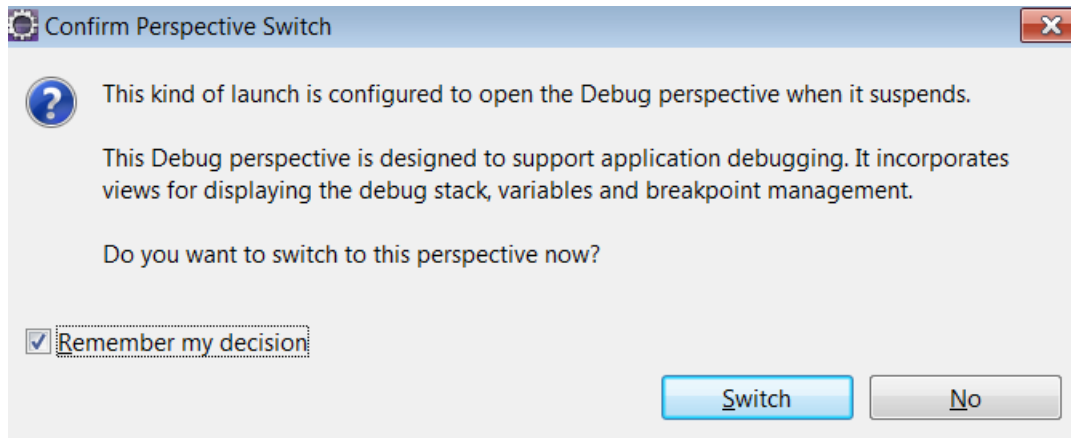 Confirm Perspective Switch
This kind of launch is configured to open the Debug perspective when it suspends.
This Debug perspective is designed to support application debugging. It incorporates
views for displaying the debug stack, variables and breakpoint management.
Do you want to switch to this perspective now?
Remember my decision
Switch No